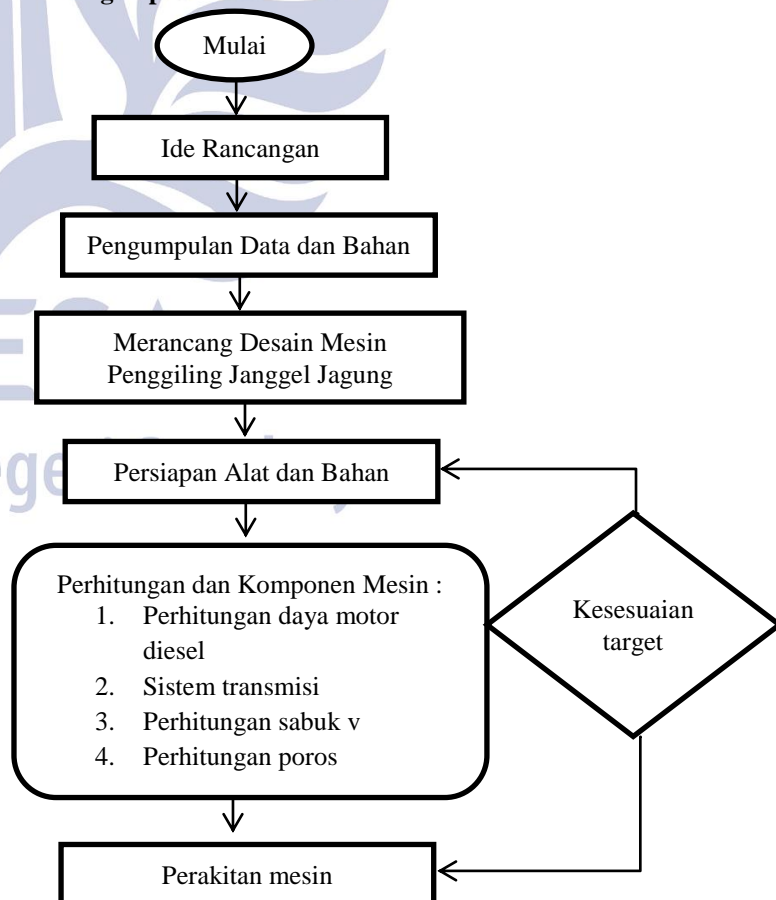 Mulai
Ide Rancangan
Pengumpulan Data dan Bahan
Merancang Desain Mesin
Penggiling Janggel Jagung
Persiapan Alat dan Bahan
Perhitungan dan Komponen Mesin :
1. Perhitungan daya motor
diesel
2. Sistem transmisi
3. Perhitungan sabuk v
4. Perhitungan poros
Kesesuaian
target
Perakitan mesin